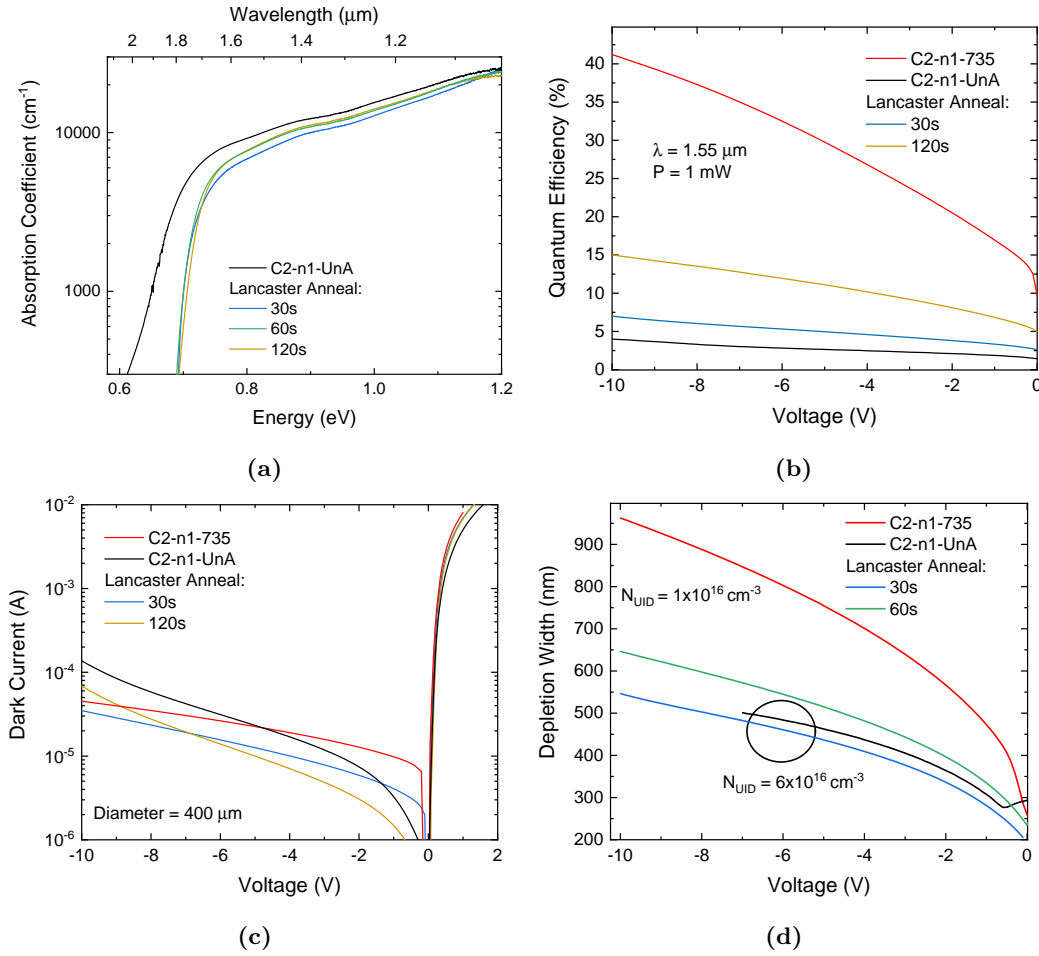 Wavelength (μm)
2 1.8 1.6 1.4 1.2
Absorption Coefficient (cm⁻¹)
10000
1000
C2-n1-UnA
Lancaster Anneal:
30s
60s
120s
0.6 0.8 1.0 1.2
Energy (eV)
(a)
Quantum Efficiency (%)
40
35
30
25
20
15
10
5
0
C2-n1-735
C2-n1-UnA
Lancaster Anneal:
30s
120s
λ = 1.55 μm
P = 1 mW
-10 -8 -6 -4 -2 0
Voltage (V)
(b)
Dark Current (A)
10⁻²
10⁻³
10⁻⁴
10⁻⁵
10⁻⁶
C2-n1-735
C2-n1-UnA
Lancaster Anneal:
30s
120s
Diameter = 400 μm
-10 -8 -6 -4 -2 0 2
Voltage (V)
(c)
Depletion Width (nm)
900
800
700
600
500
400
300
200
C2-n1-735
C2-n1-UnA
Lancaster Anneal:
30s
60s
N_UID = 1x10¹⁶ cm⁻³
N_UID = 6x10¹⁶ cm⁻³
-10 -8 -6 -4 -2 0
Voltage (V)
(d)